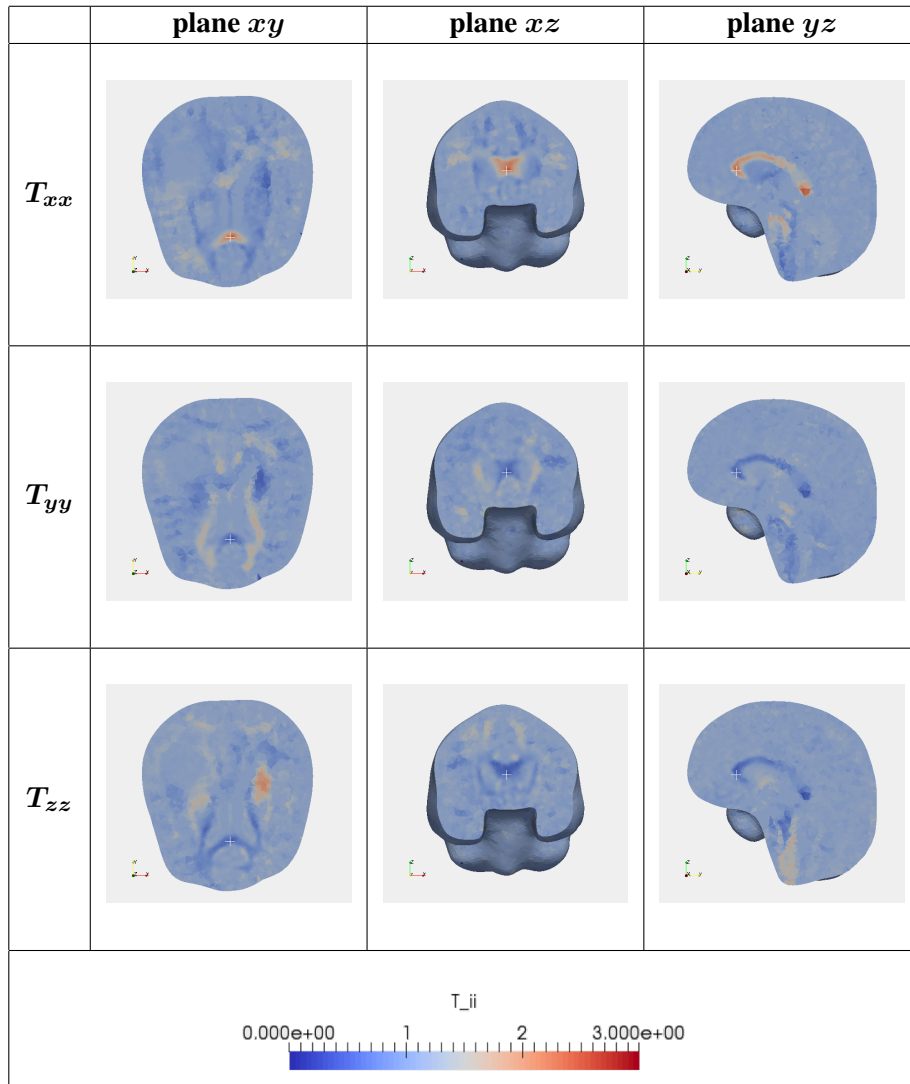 plane xy plane xz plane yz
T_xx
T_yy
T_zz
T_ii
0.000e+00 1 2 3.000e+00